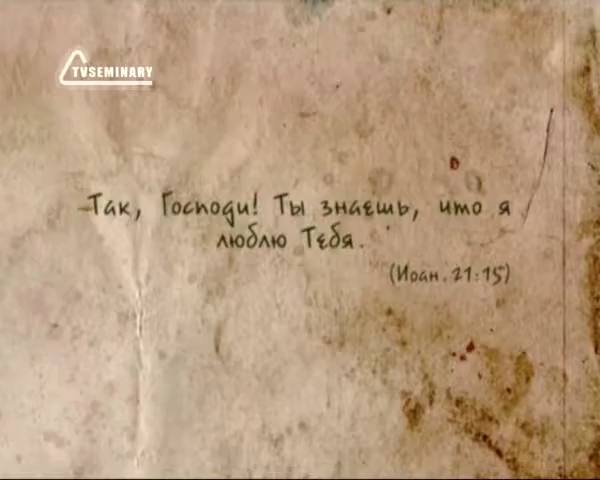 TVSEMINARY
Так, Господи! Ты знаешь, что я
люблю Тебя.
(Иоан. 21:15)